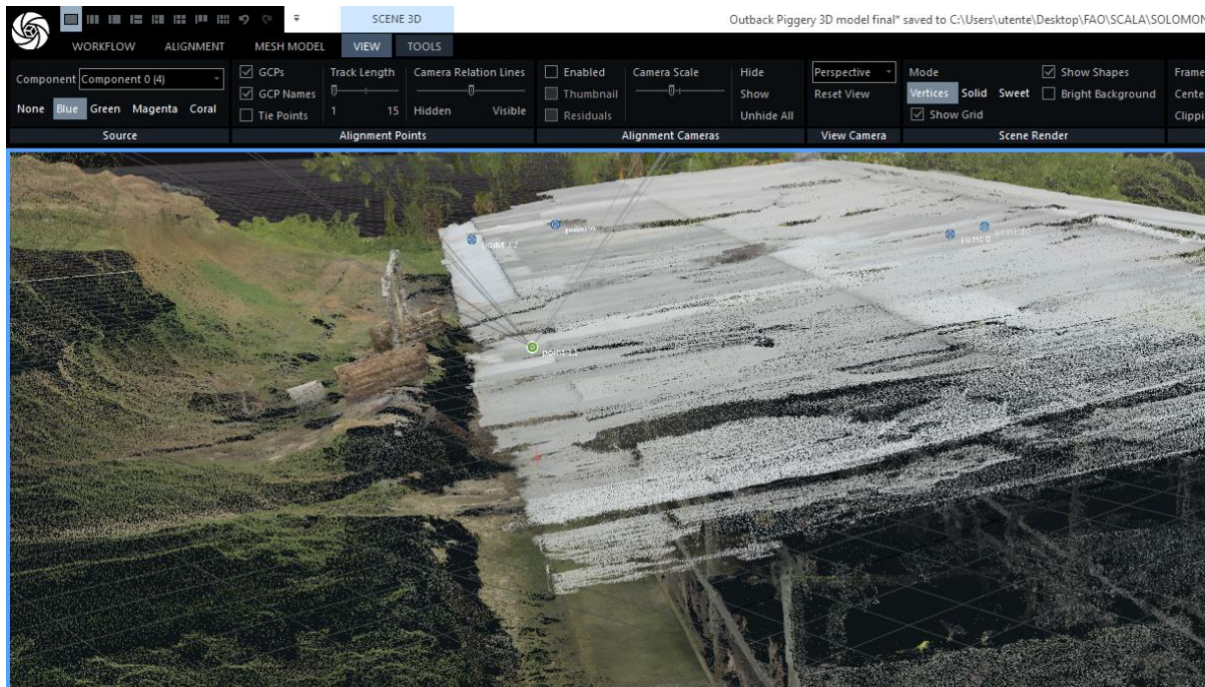 SCENE 3D
Outback Piggery 3D model final* saved to C:\Users\utente\Desktop\FAO\SCALA\SOLOMON
WORKFLOW ALIGNMENT MESH MODEL VIEW TOOLS
Component Component 0 (4)
None Blue Green Magenta Coral
Source
GCPs
GCP Names
Tie Points
Track Length
1 15
Camera Relation Lines
Hidden Visible
Alignment Points
Enabled
Thumbnail
Residuals
Camera Scale
Hide
Show
Unhide All
Alignment Cameras
Perspective
Reset View
View Camera
Mode
Vertices Solid Sweet
Show Grid
Show Shapes
Bright Background
Scene Render
Frame
Cente
Clippi